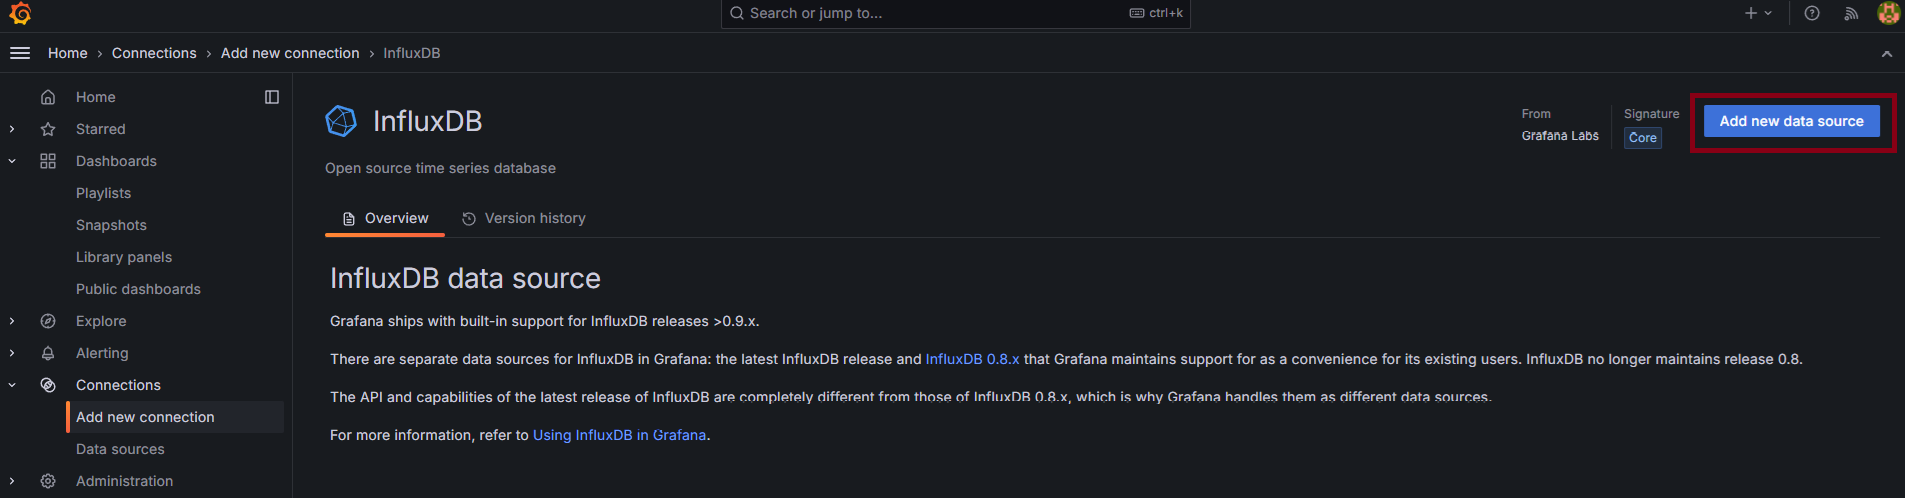 Search or jump to...
ctrl+k
Home › Connections › Add new connection › InfluxDB
Home
Starred
Dashboards
Playlists
Snapshots
Library panels
Public dashboards
Explore
Alerting
Connections
Add new connection
Data sources
Administration
InfluxDB
From
Grafana Labs
Signature
Core
Add new data source
Open source time series database
Overview
Version history
InfluxDB data source
Grafana ships with built-in support for InfluxDB releases >0.9.x.
There are separate data sources for InfluxDB in Grafana: the latest InfluxDB release and InfluxDB 0.8.x that Grafana maintains support for as a convenience for its existing users. InfluxDB no longer maintains release 0.8.
The API and capabilities of the latest release of InfluxDB are completely different from those of InfluxDB 0.8.x, which is why Grafana handles them as different data sources.
For more information, refer to Using InfluxDB in Grafana.